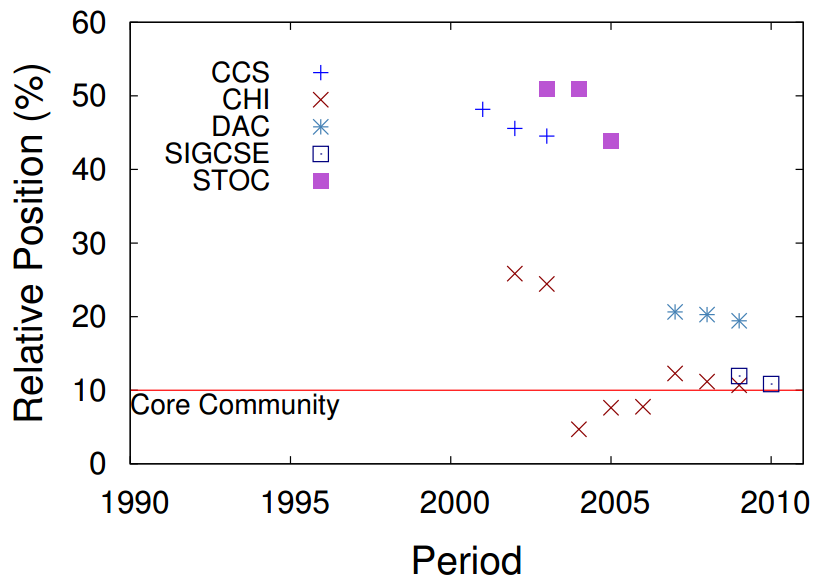 60
50
40
30
20
10
0
Relative Position (%)
CCS
CHI
DAC
SIGCSE
STOC
Core Community
1990 1995 2000 2005 2010
Period